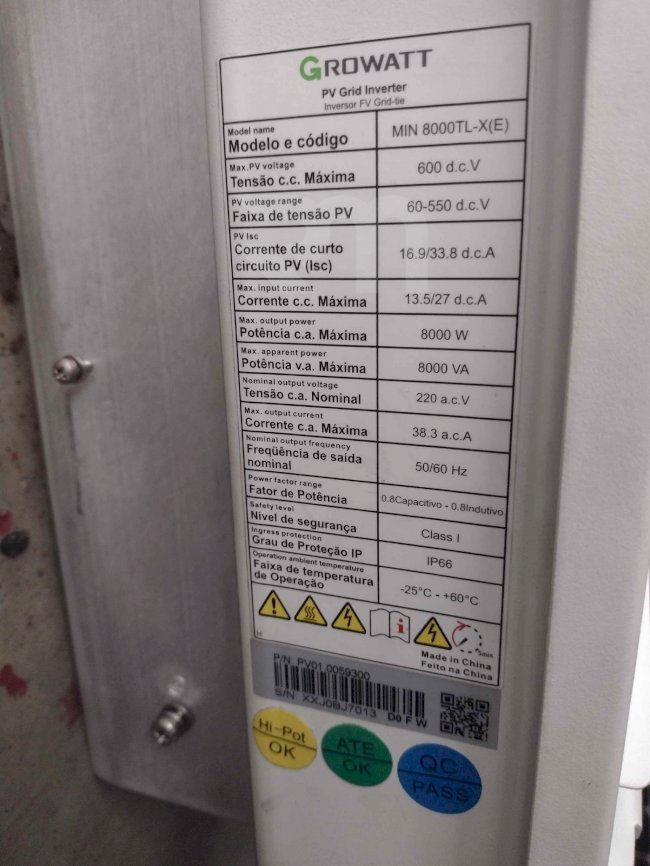 GROWATT
PV Grid Inverter
Inversor FV Grid-tie
Model name
Modelo e código
MIN 8000TL-X(E)
Max.PV voltage
Tensão c.c. Máxima
600 d.c.V
PV voltage range
Faixa de tensão PV
60-550 d.c.V
PV Isc
Corrente de curto
circuito PV (Isc)
16.9/33.8 d.c.A
Max. input current
Corrente c.c. Máxima
13.5/27 d.c.A
Max. output power
Potência c.a. Máxima
8000 W
Max. apparent power
Potência v.a. Máxima
8000 VA
Nominal output voltage
Tensão c.a. Nominal
220 a.c.V
Max. output current
Corrente c.a. Máxima
38.3 a.c.A
Nominal output frequency
Freqüência de saída
nominal
50/60 Hz
Power factor range
Fator de Potência
0.8Capacitivo - 0.8Indutivo
Safety level
Nivel de segurança
Class I
Ingress protection
Grau de Proteção IP
IP66
Operation ambient temperature
Faixa de temperatura
de Operação
-25°C - +60°C
5min
Made in China
Feito na China
H
P/N PV01.0059300
S/N XXJ0BJ7013 D0 F W
Hi-Pot
OK
ATE
OK
QC
PASS